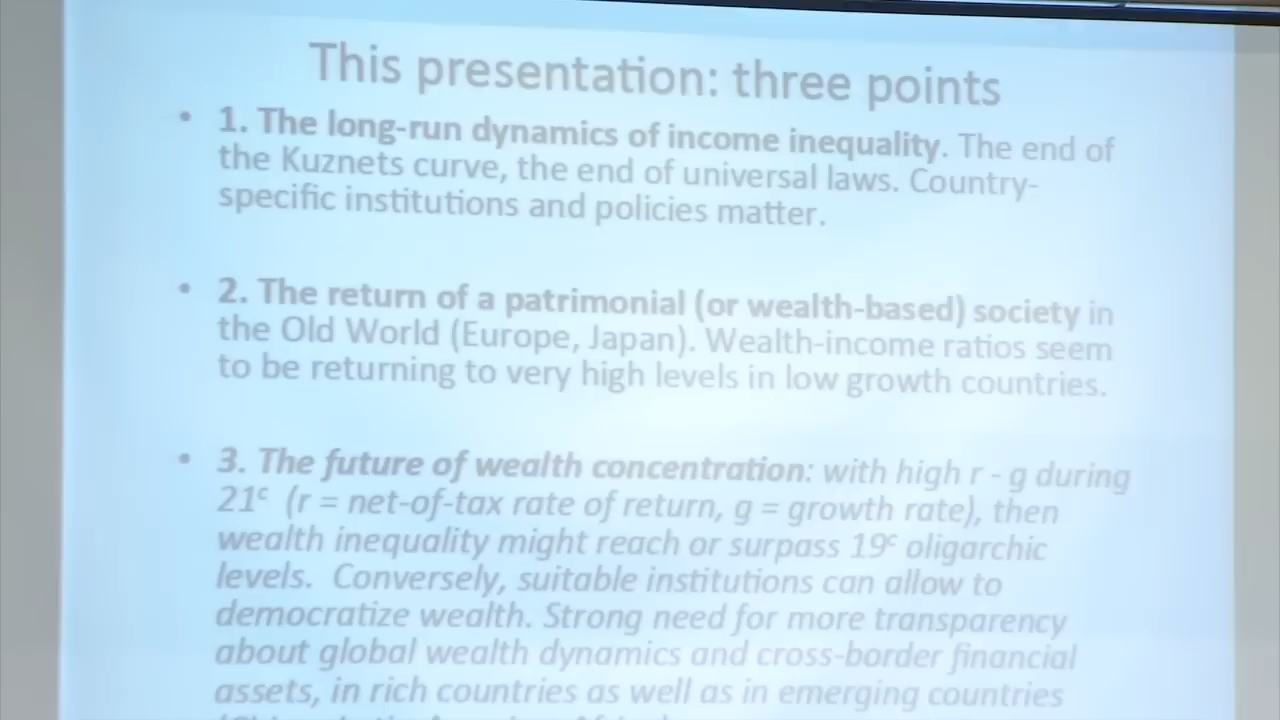 This presentation: three points
• 1. The long-run dynamics of income inequality. The end of
the Kuznets curve, the end of universal laws. Country-
specific institutions and policies matter.
• 2. The return of a patrimonial (or wealth-based) society in
the Old World (Europe, Japan). Wealth-income ratios seem
to be returning to very high levels in low growth countries.
• 3. The future of wealth concentration: with high r - g during
21ᶜ (r = net-of-tax rate of return, g = growth rate), then
wealth inequality might reach or surpass 19ᶜ oligarchic
levels. Conversely, suitable institutions can allow to
democratize wealth. Strong need for more transparency
about global wealth dynamics and cross-border financial
assets, in rich countries as well as in emerging countries